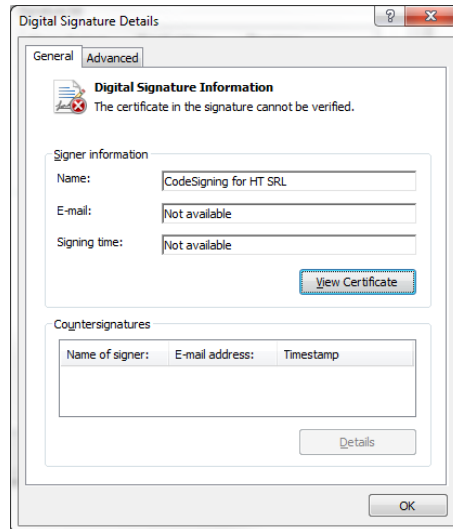 Digital Signature Details
General
Advanced
Digital Signature Information
The certificate in the signature cannot be verified.
Signer information
Name:
CodeSigning for HT SRL
E-mail:
Not available
Signing time:
Not available
View Certificate
Countersignatures
Name of signer:
E-mail address:
Timestamp
Details
OK